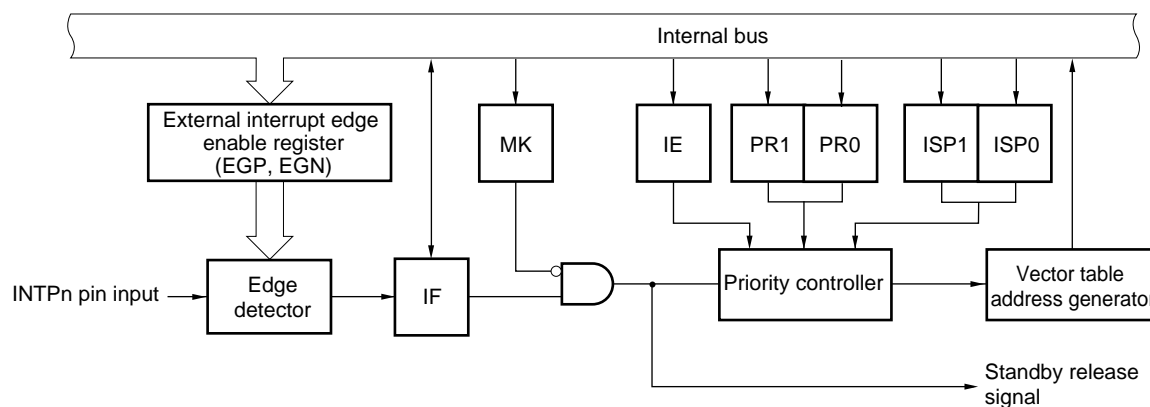 Internal bus
External interrupt edge
enable register
(EGP, EGN)
MK
IE
PR1
PR0
ISP1
ISP0
INTPn pin input
Edge
detector
IF
Priority controller
Vector table
address generator
Standby release
signal